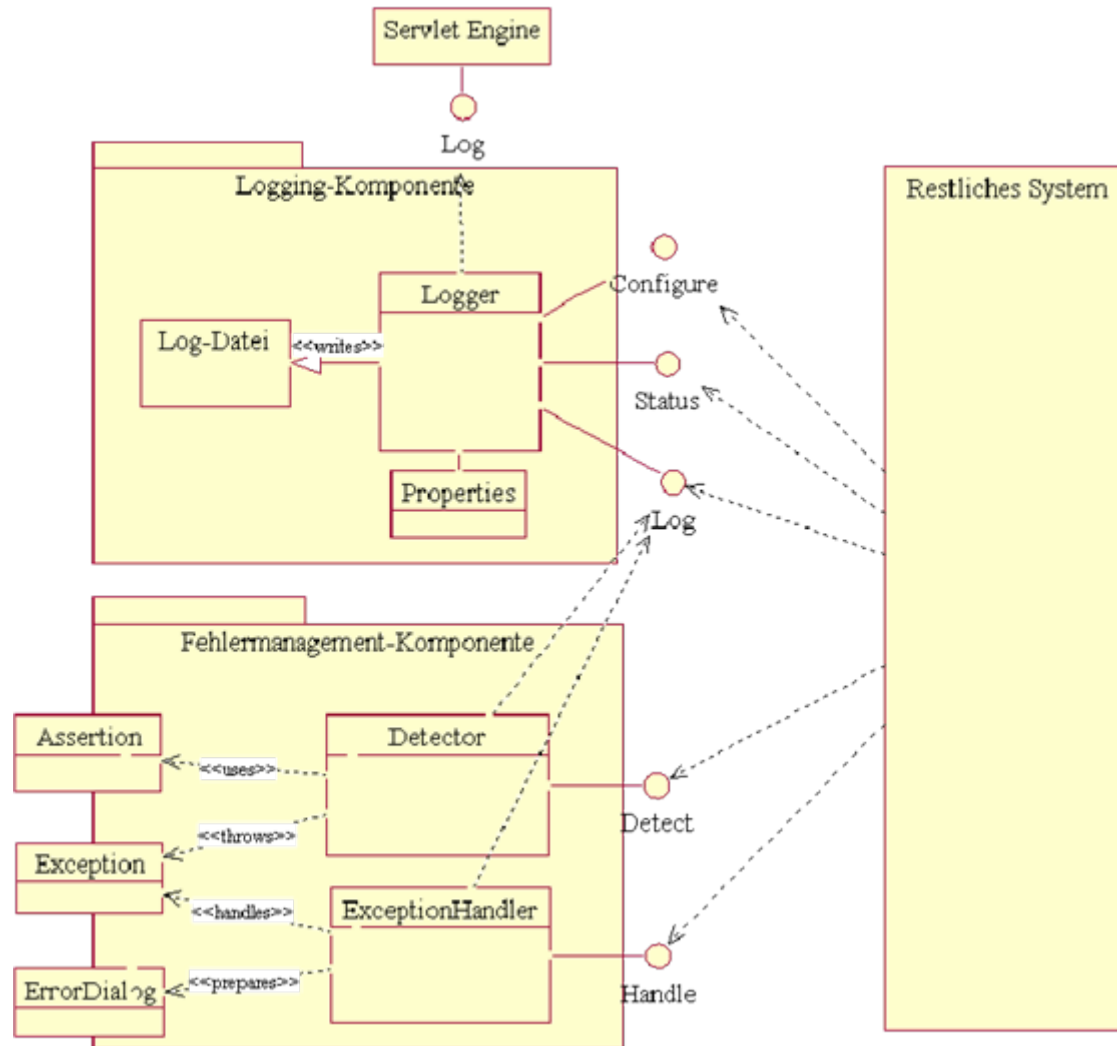 Servlet Engine
Log
Logging-Komponente
Restliches System
Configure
Logger
Log-Datei
<<writes>>
Status
Properties
Log
Fehlermanagement-Komponente
Assertion
Detector
<<uses>>
Detect
<<throws>>
Exception
<<handles>>
ExceptionHandler
<<prepares>>
ErrorDialog
Handle